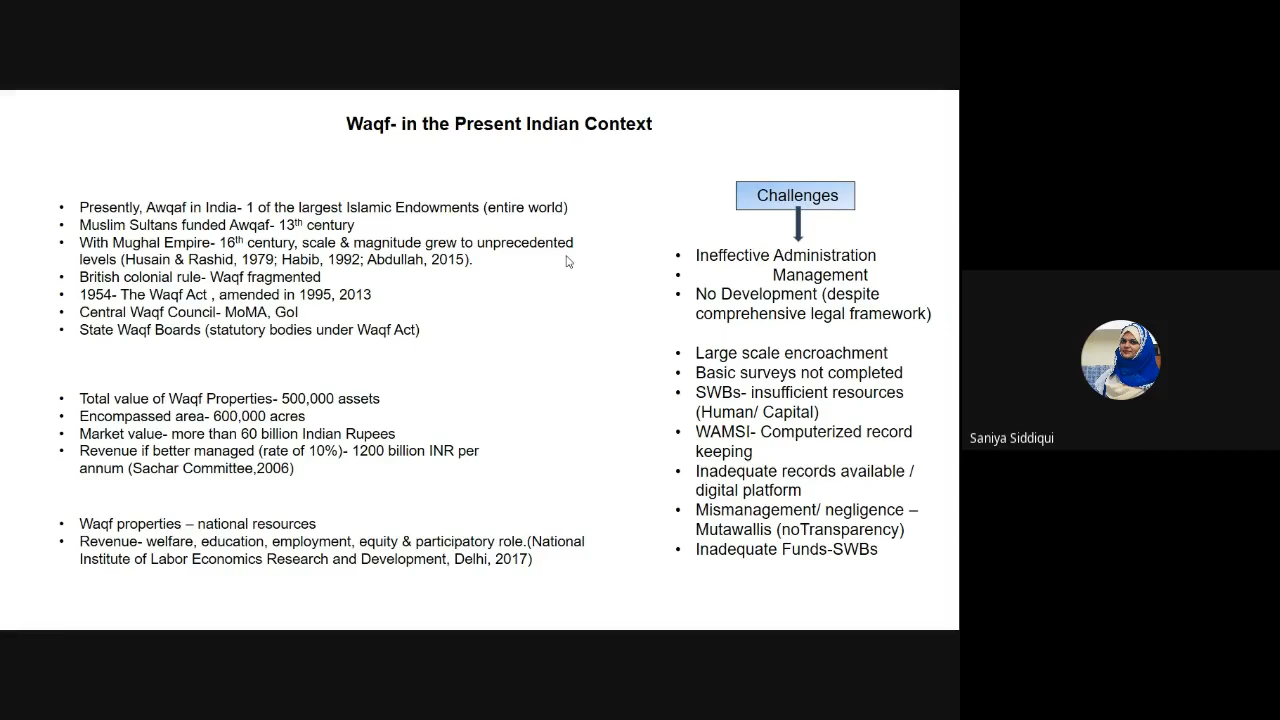 Waqf- in the Present Indian Context
• Presently, Awqaf in India- 1 of the largest Islamic Endowments (entire world)
• Muslim Sultans funded Awqaf- 13th century
• With Mughal Empire- 16th century, scale & magnitude grew to unprecedented
levels (Husain & Rashid, 1979; Habib, 1992; Abdullah, 2015).
• British colonial rule- Waqf fragmented
• 1954- The Waqf Act , amended in 1995, 2013
• Central Waqf Council- MoMA, GoI
• State Waqf Boards (statutory bodies under Waqf Act)
• Total value of Waqf Properties- 500,000 assets
• Encompassed area- 600,000 acres
• Market value- more than 60 billion Indian Rupees
• Revenue if better managed (rate of 10%)- 1200 billion INR per
annum (Sachar Committee,2006)
• Waqf properties – national resources
• Revenue- welfare, education, employment, equity & participatory role.(National
Institute of Labor Economics Research and Development, Delhi, 2017)
Challenges
• Ineffective Administration
• Management
• No Development (despite
comprehensive legal framework)
• Large scale encroachment
• Basic surveys not completed
• SWBs- insufficient resources
(Human/ Capital)
• WAMSI- Computerized record
keeping
• Inadequate records available /
digital platform
• Mismanagement/ negligence –
Mutawallis (noTransparency)
• Inadequate Funds-SWBs
Saniya Siddiqui